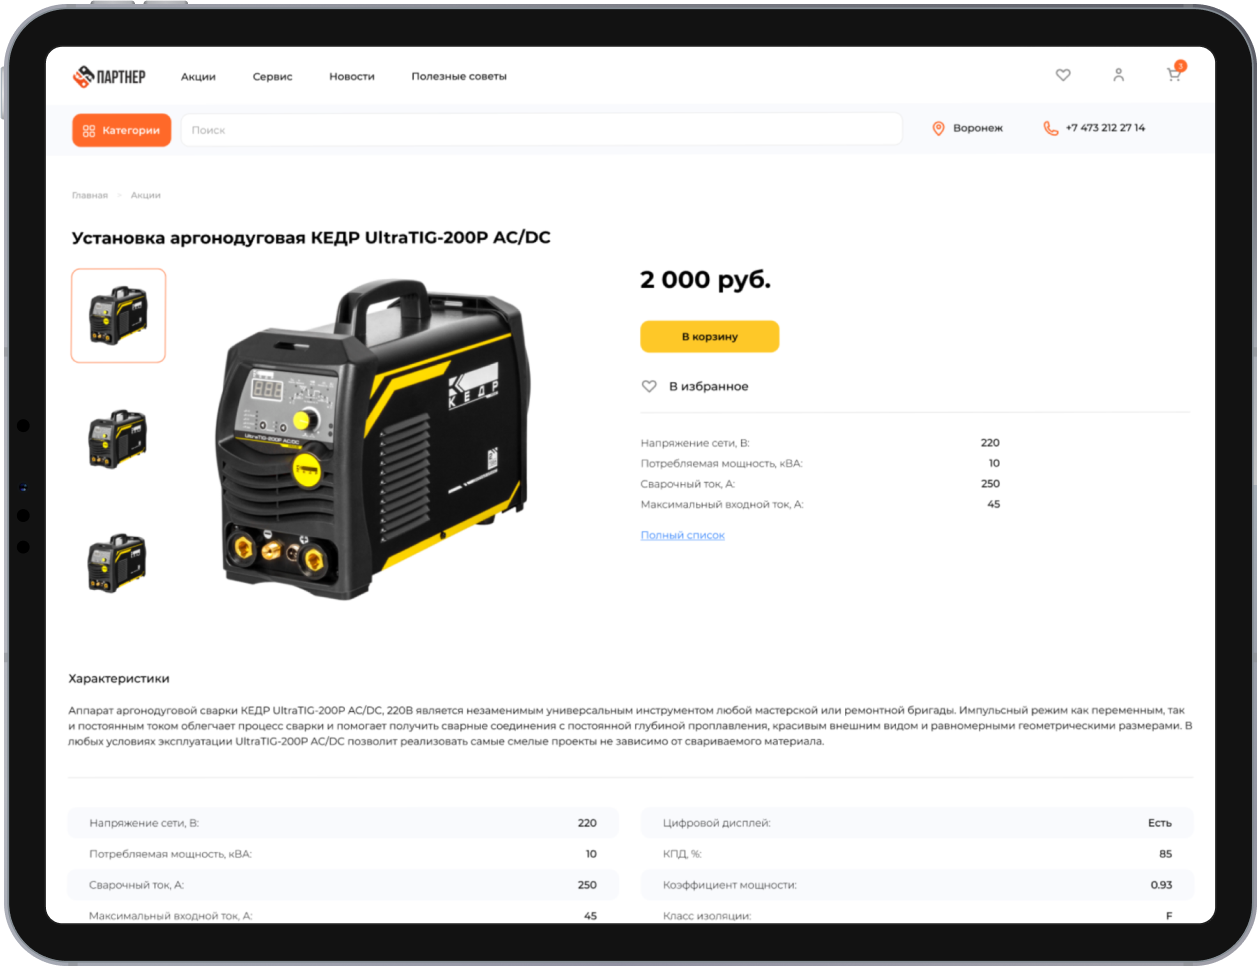 ПАРТНЕР
Акции
Сервис
Новости
Полезные советы
3
Категории
Поиск
Воронеж
+7 473 212 27 14
Главная > Акции
Установка аргонодуговая КЕДР UltraTIG-200P AC/DC
КЕДР
UltraTIG-200P AC/DC
2 000 руб.
В корзину
В избранное
Напряжение сети, В: 220
Потребляемая мощность, кВА: 10
Сварочный ток, А: 250
Максимальный входной ток, А: 45
Полный список
Характеристики
Аппарат аргонодуговой сварки КЕДР UltraTIG-200P AC/DC, 220В является незаменимым универсальным инструментом любой мастерской или ремонтной бригады. Импульсный режим как переменным, так
и постоянным током облегчает процесс сварки и помогает получить сварные соединения с постоянной глубиной проплавления, красивым внешним видом и равномерными геометрическими размерами. В
любых условиях эксплуатации UltraTIG-200P AC/DC позволит реализовать самые смелые проекты не зависимо от свариваемого материала.
Напряжение сети, В: 220
Цифровой дисплей: Есть
Потребляемая мощность, кВА: 10
КПД, %: 85
Сварочный ток, А: 250
Коэффициент мощности: 0.93
Максимальный входной ток, А: 45
Класс изоляции: F